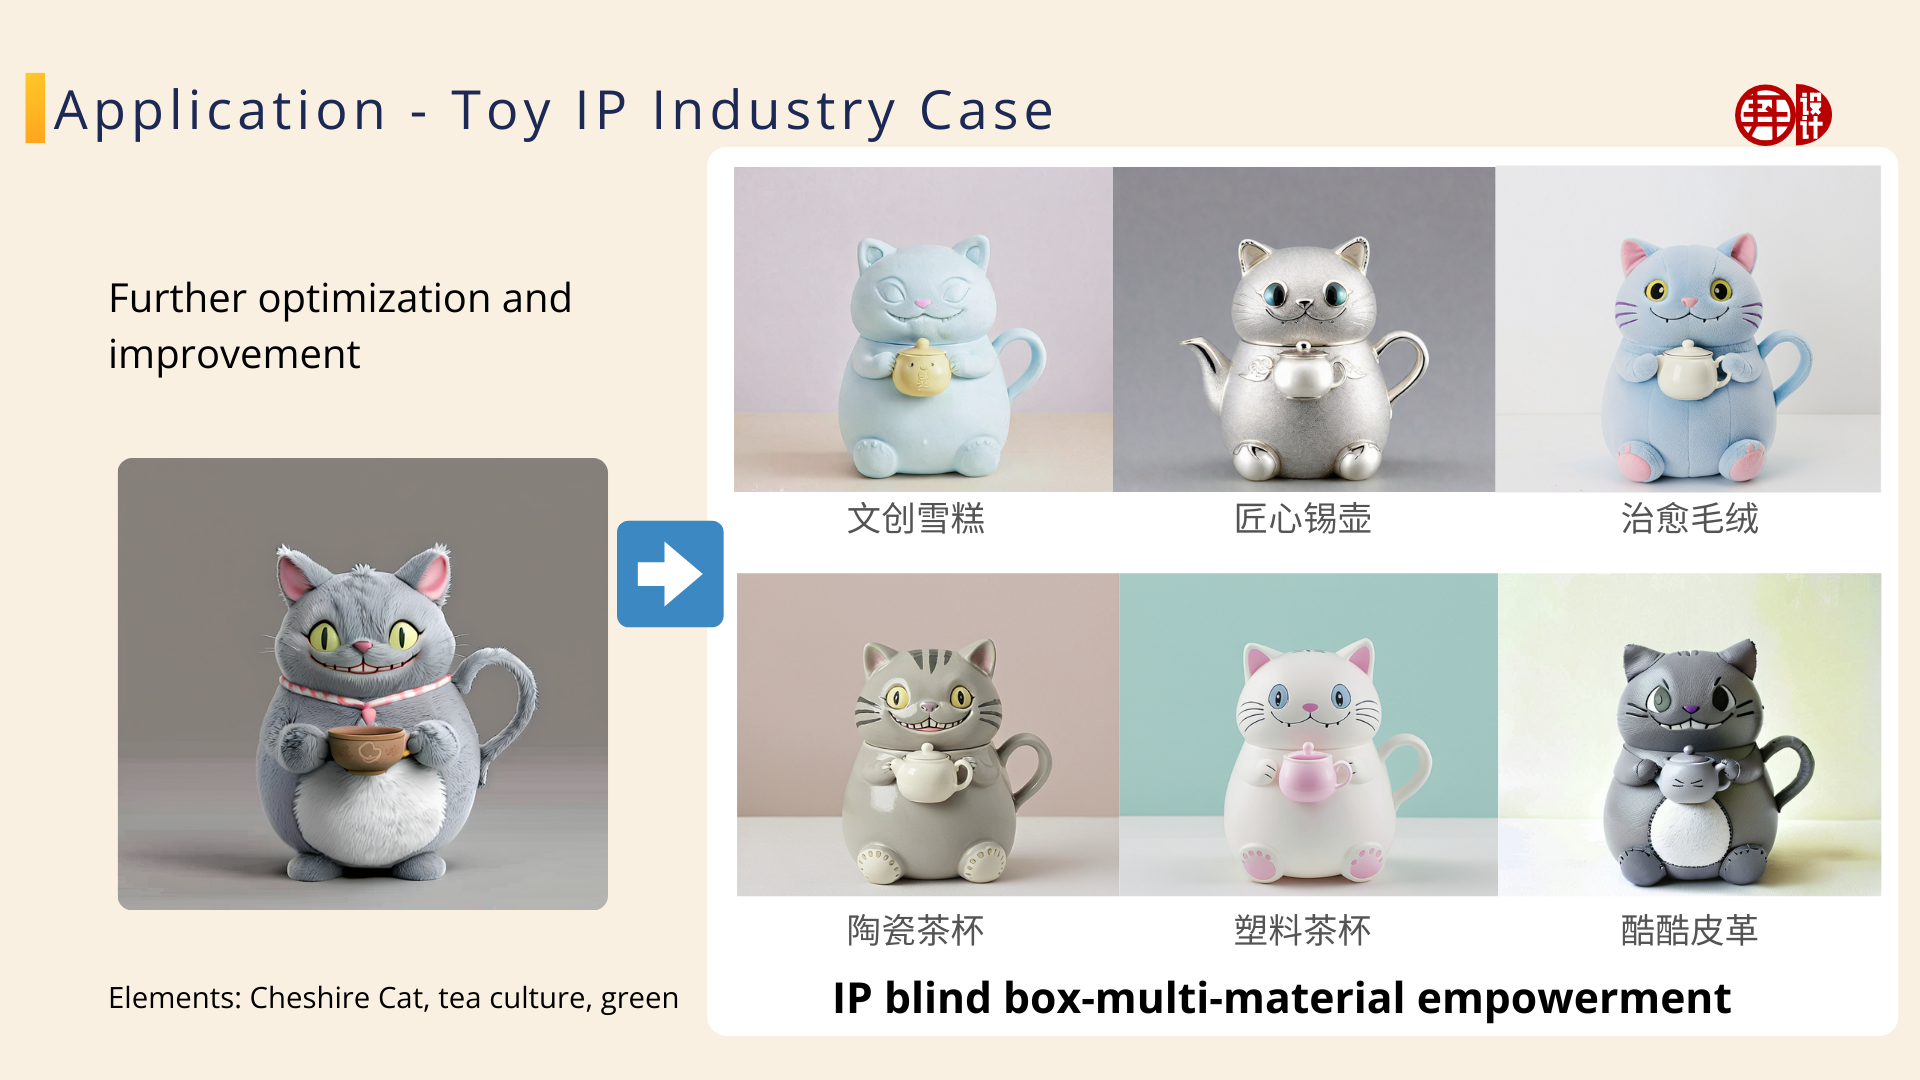 Application - Toy IP Industry Case
设计
Further optimization and
improvement
文创雪糕
匠心锡壶
治愈毛绒
陶瓷茶杯
塑料茶杯
酷酷皮革
Elements: Cheshire Cat, tea culture, green
IP blind box-multi-material empowerment